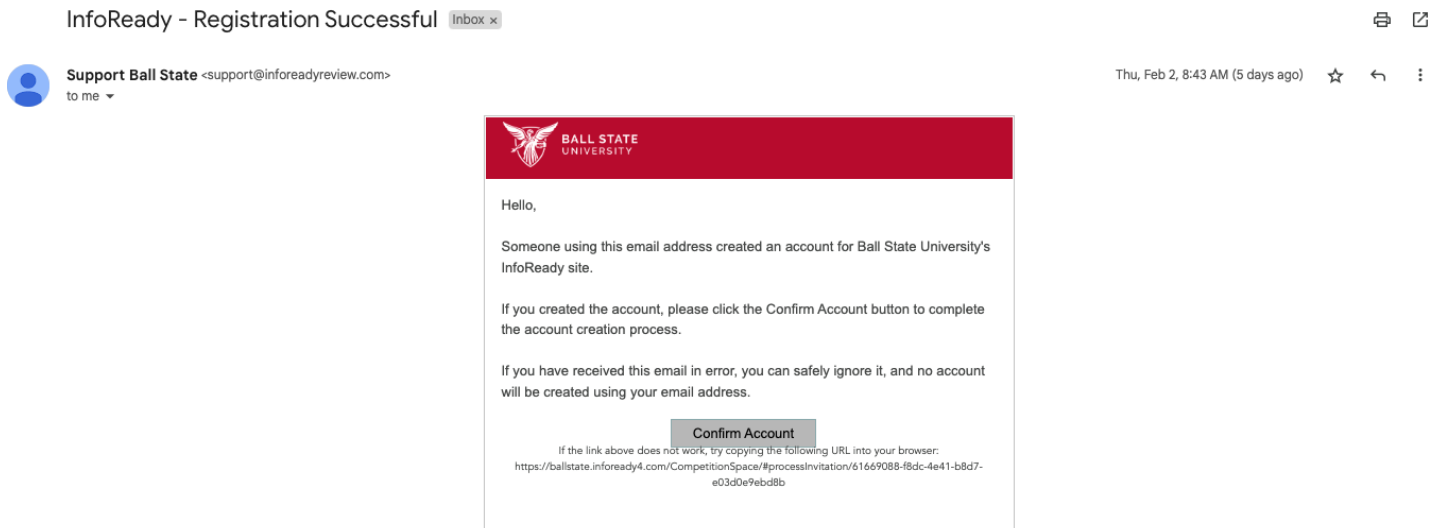 InfoReady - Registration Successful Inbox x
Support Ball State <support@inforeadyreview.com> Thu, Feb 2, 8:43 AM (5 days ago)
to me
BALL STATE
UNIVERSITY
Hello,
Someone using this email address created an account for Ball State University's
InfoReady site.
If you created the account, please click the Confirm Account button to complete
the account creation process.
If you have received this email in error, you can safely ignore it, and no account
will be created using your email address.
Confirm Account
If the link above does not work, try copying the following URL into your browser:
https://ballstate.infoready4.com/CompetitionSpace/#processInvitation/61669088-f8dc-4e41-b8d7-
e03d0e9ebd8b